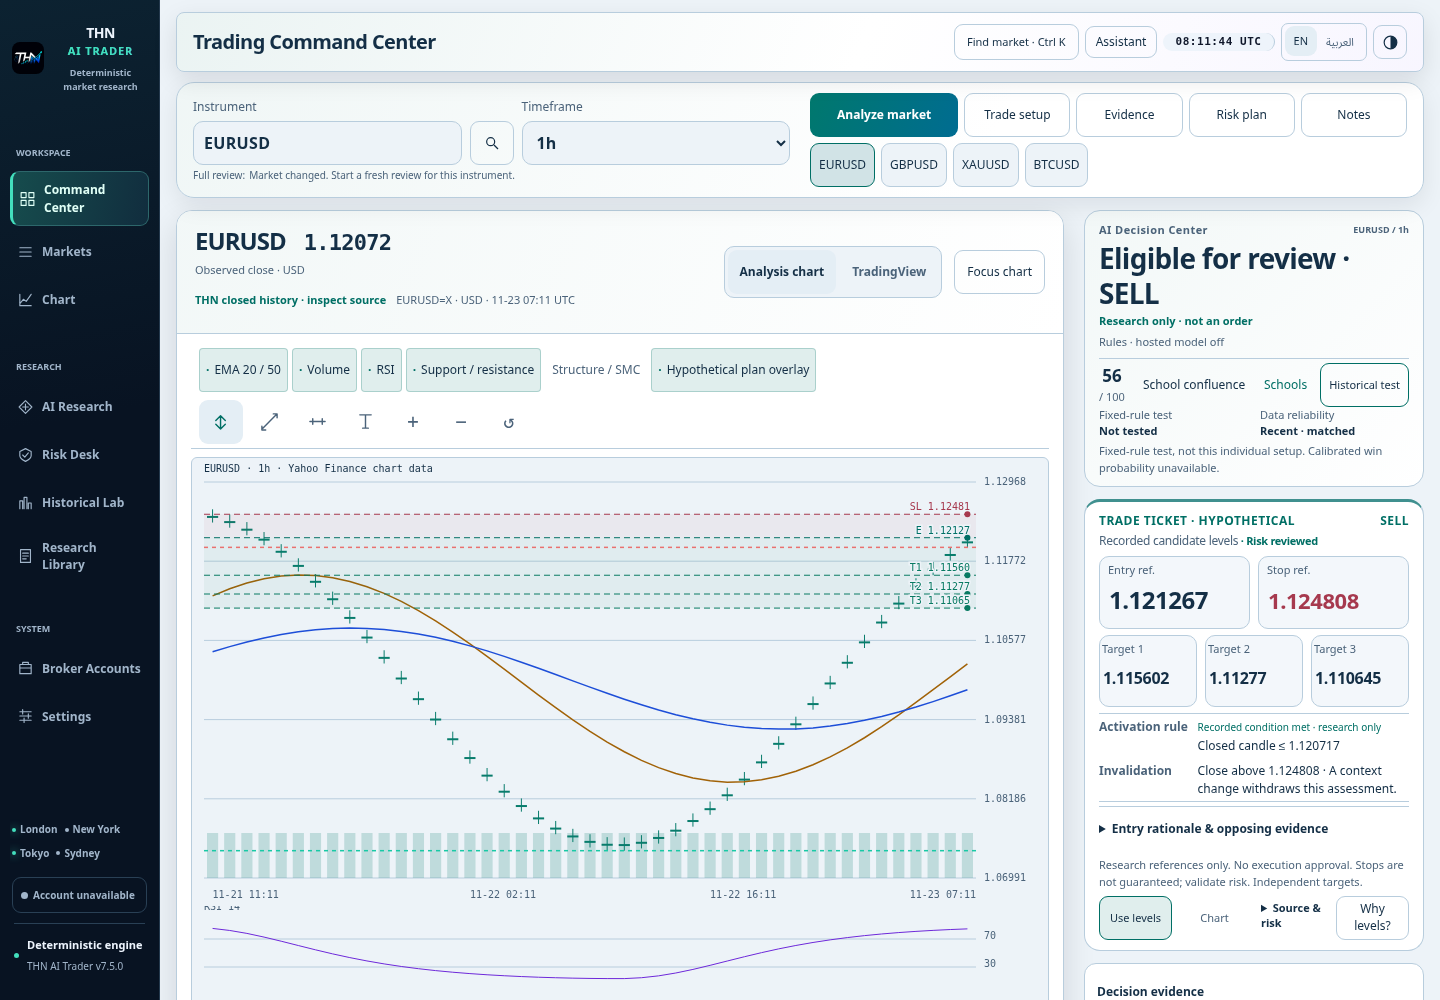 THN
AI TRADER
Deterministic
market research
WORKSPACE
Command
Center
Markets
Chart
RESEARCH
AI Research
Risk Desk
Historical Lab
Research
Library
SYSTEM
Broker Accounts
Settings
London New York
Tokyo Sydney
Account unavailable
Deterministic engine
THN AI Trader v7.5.0
Trading Command Center
Find market · Ctrl K
Assistant
08:11:44 UTC
EN
العربية
Instrument
EURUSD
Timeframe
1h
Full review: Market changed. Start a fresh review for this instrument.
Analyze market
Trade setup
Evidence
Risk plan
Notes
EURUSD
GBPUSD
XAUUSD
BTCUSD
EURUSD 1.12072
Observed close · USD
THN closed history · inspect source EURUSD=X · USD · 11-23 07:11 UTC
Analysis chart
TradingView
Focus chart
· EMA 20 / 50
· Volume
· RSI
· Support / resistance
Structure / SMC
· Hypothetical plan overlay
EURUSD · 1h · Yahoo Finance chart data
1.12968
SL 1.12481
E 1.12127
1.11772
T1 1.11560
T2 1.11277
T3 1.11065
1.10577
1.09381
1.08186
1.06991
11-21 11:11
11-22 02:11
11-22 16:11
11-23 07:11
RSI 14
70
30
AI Decision Center
EURUSD / 1h
Eligible for review ·
SELL
Research only · not an order
Rules · hosted model off
56
/ 100
School confluence
Schools
Historical test
Fixed-rule test
Not tested
Data reliability
Recent · matched
Fixed-rule test, not this individual setup. Calibrated win
probability unavailable.
TRADE TICKET · HYPOTHETICAL
SELL
Recorded candidate levels · Risk reviewed
Entry ref.
1.121267
Stop ref.
1.124808
Target 1
1.115602
Target 2
1.11277
Target 3
1.110645
Activation rule
Recorded condition met · research only
Closed candle ≤ 1.120717
Invalidation
Close above 1.124808 · A context
change withdraws this assessment.
Entry rationale & opposing evidence
Research references only. No execution approval. Stops are
not guaranteed; validate risk. Independent targets.
Use levels
Chart
Source &
risk
Why
levels?
Decision evidence